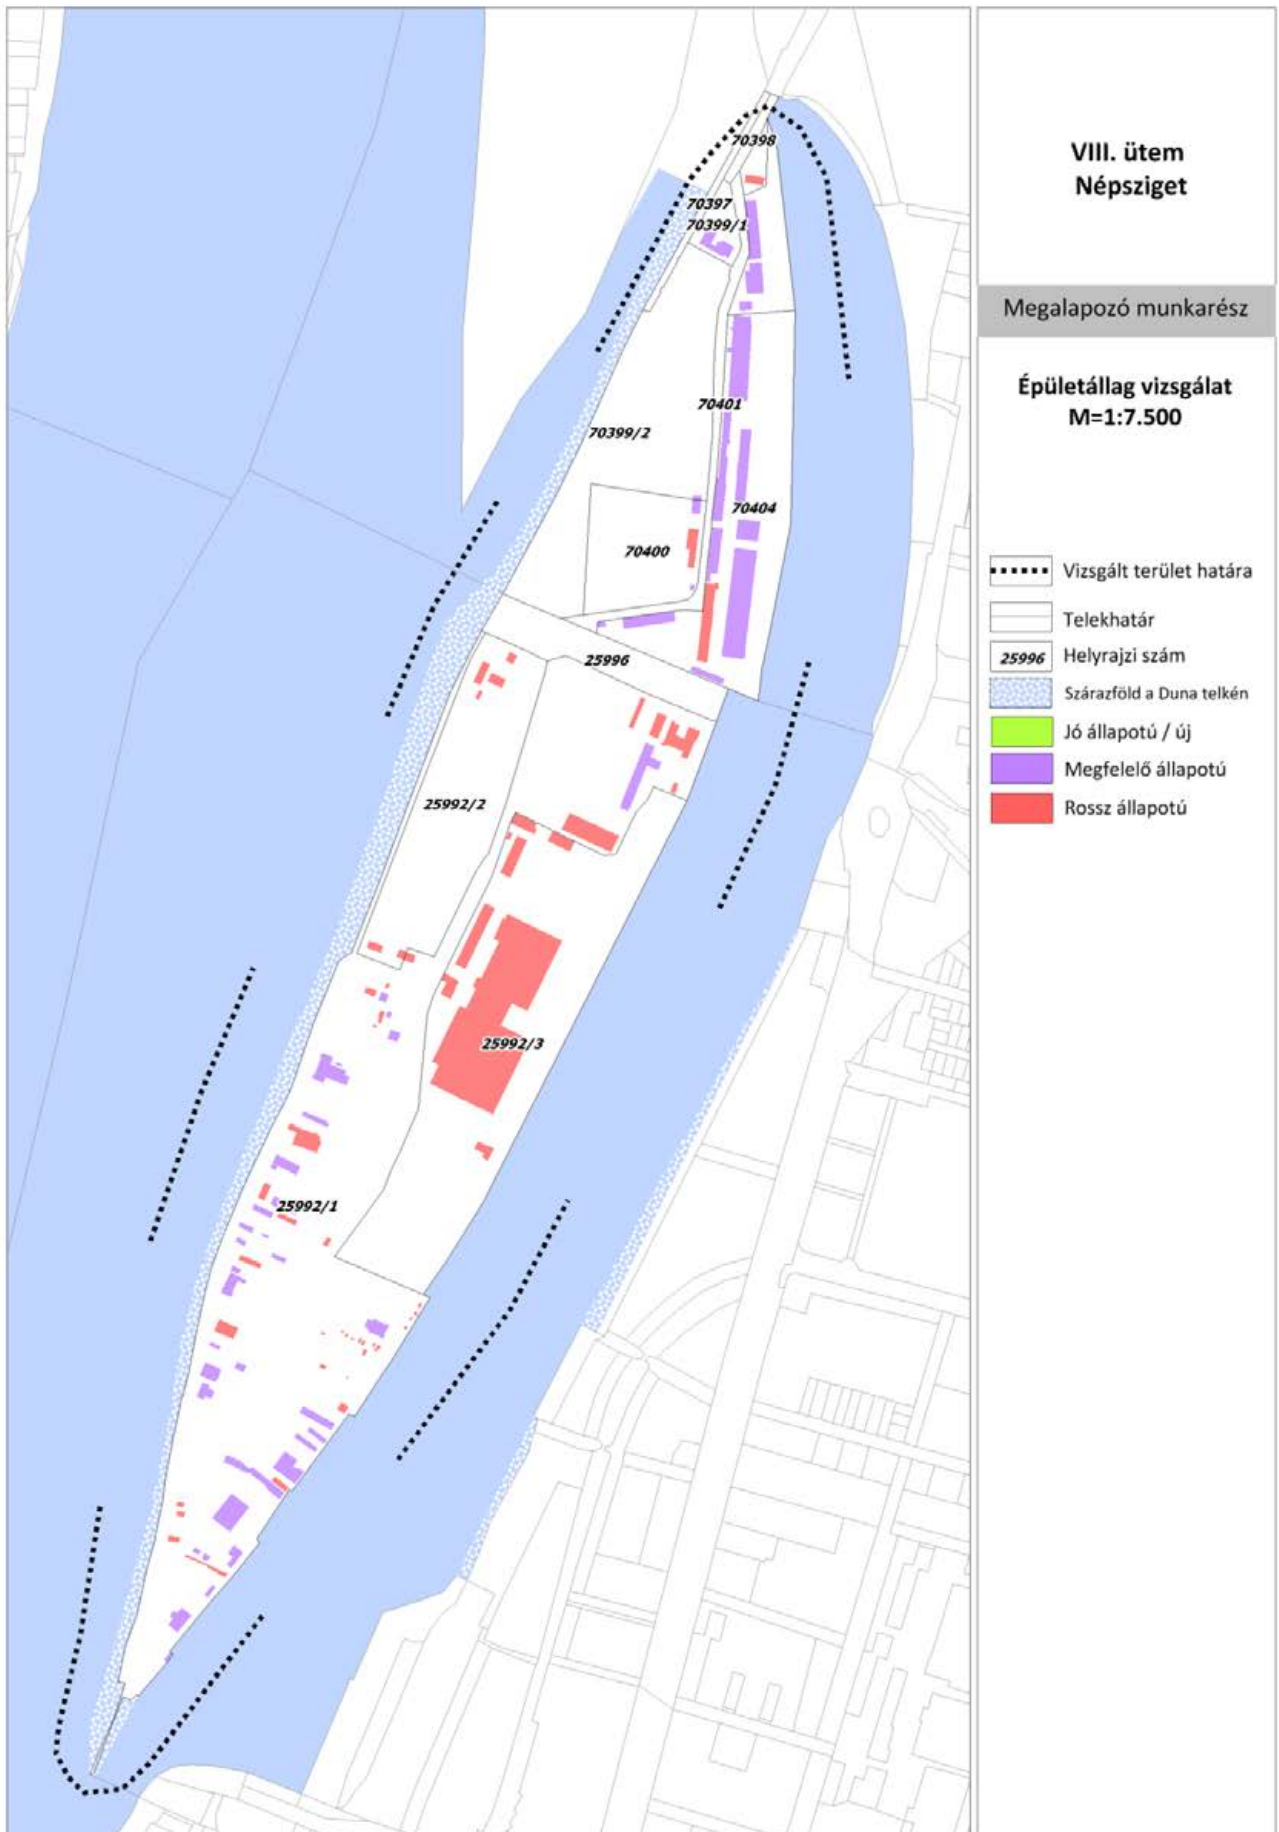 VIII. ütem
Népsziget
Megalapozó munkarész
Épületállag vizsgálat
M=1:7.500
Vizsgált terület határa
Telekhatár
25996 Helyrajzi szám
Szárazföld a Duna telkén
Jó állapotú / új
Megfelelő állapotú
Rossz állapotú
70398
70397
70399/1
70401
70399/2
70404
70400
25996
25992/2
25992/3
25992/1